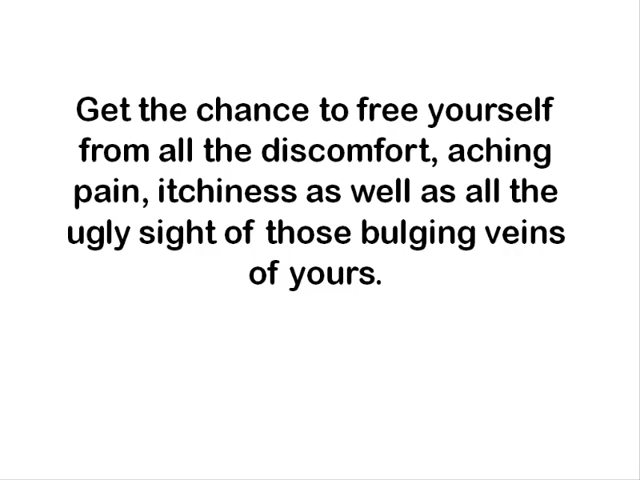 Get the chance to free yourself
from all the discomfort, aching
pain, itchiness as well as all the
ugly sight of those bulging veins
of yours.